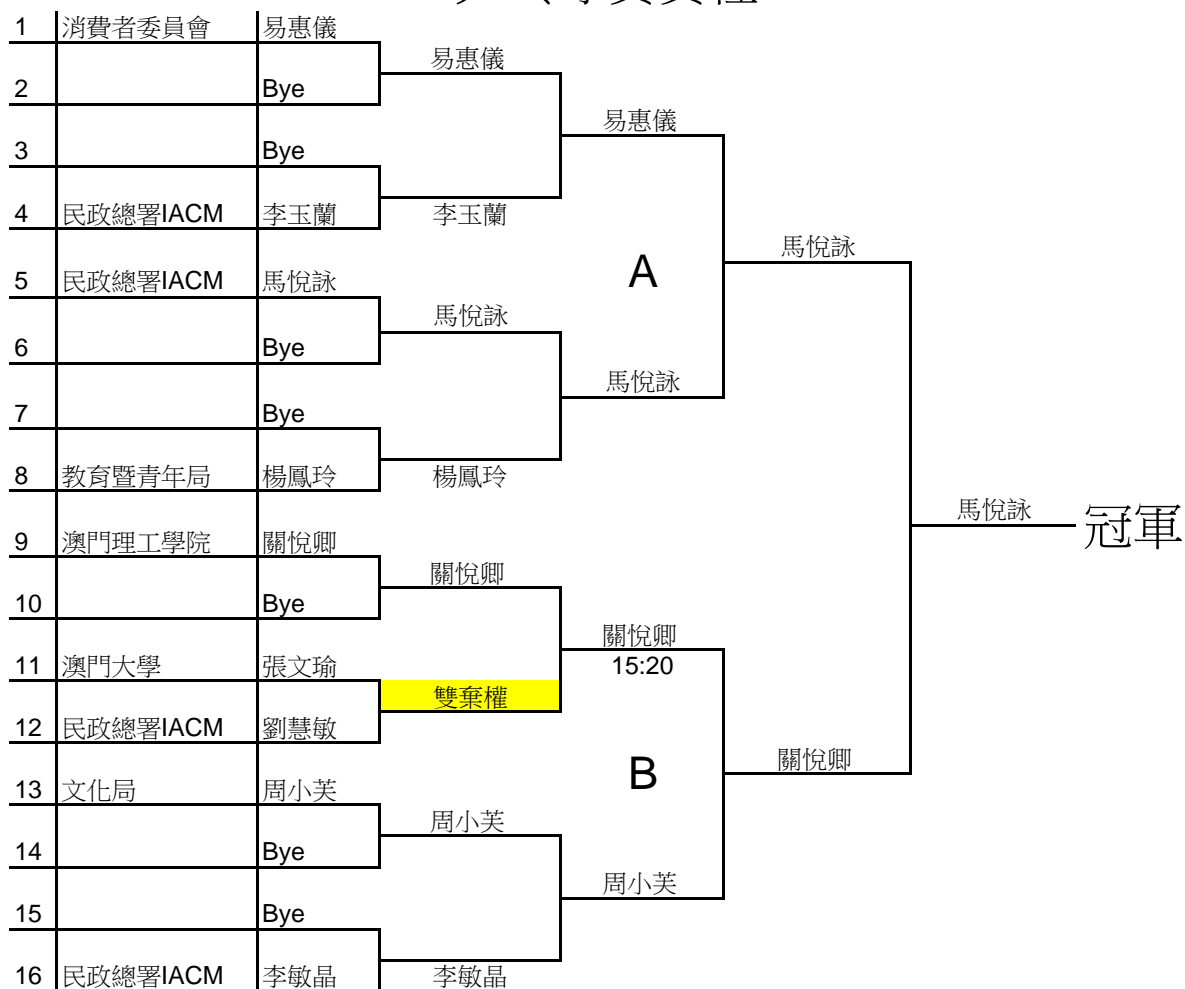 1 消費者委員會 易惠儀
易惠儀
2 Bye
易惠儀
3 Bye
4 民政總署IACM 李玉蘭 李玉蘭
馬悅詠
A
5 民政總署IACM 馬悅詠
馬悅詠
6 Bye
馬悅詠
7 Bye
8 教育暨青年局 楊鳳玲 楊鳳玲
馬悅詠 冠軍
9 澳門理工學院 關悅卿
關悅卿
10 Bye
關悅卿
15:20
11 澳門大學 張文瑜
雙棄權
12 民政總署IACM 劉慧敏
關悅卿
B
13 文化局 周小芙
周小芙
14 Bye
周小芙
15 Bye
16 民政總署IACM 李敏晶 李敏晶